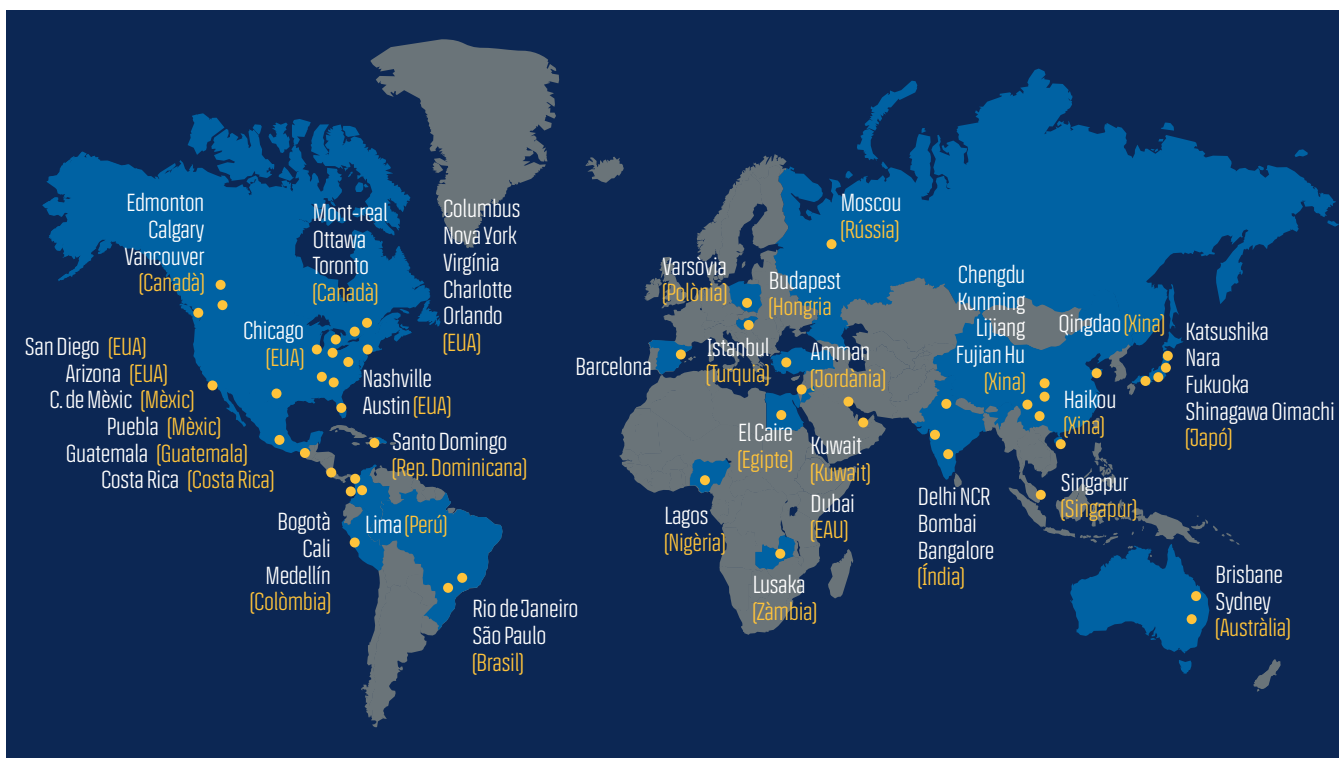 Edmonton
Calgary
Vancouver
(Canadà)
Mont-real
Ottawa
Toronto
(Canadà)
Columbus
Nova York
Virgínia
Charlotte
Orlando
(EUA)
Chicago
(EUA)
San Diego (EUA)
Arizona (EUA)
C. de Mèxic (Mèxic)
Puebla (Mèxic)
Guatemala (Guatemala)
Costa Rica (Costa Rica)
Nashville
Austin (EUA)
Santo Domingo
(Rep. Dominicana)
Bogotà
Cali
Medellín
(Colòmbia)
Lima (Perú)
Rio de Janeiro
São Paulo
(Brasil)
Barcelona
Varsòvia
(Polònia)
Budapest
(Hongria
Moscou
(Rússia)
Istanbul
(Turquia)
Amman
(Jordània)
El Caire
(Egipte)
Kuwait
(Kuwait)
Dubai
(EAU)
Lagos
(Nigèria)
Lusaka
(Zàmbia)
Chengdu
Kunming
Lijiang
Fujian Hu
(Xina)
Qingdao (Xina)
Haikou
(Xina)
Katsushika
Nara
Fukuoka
Shinagawa Oimachi
(Japó)
Delhi NCR
Bombai
Bangalore
(Índia)
Singapur
(Singapur)
Brisbane
Sydney
(Austràlia)